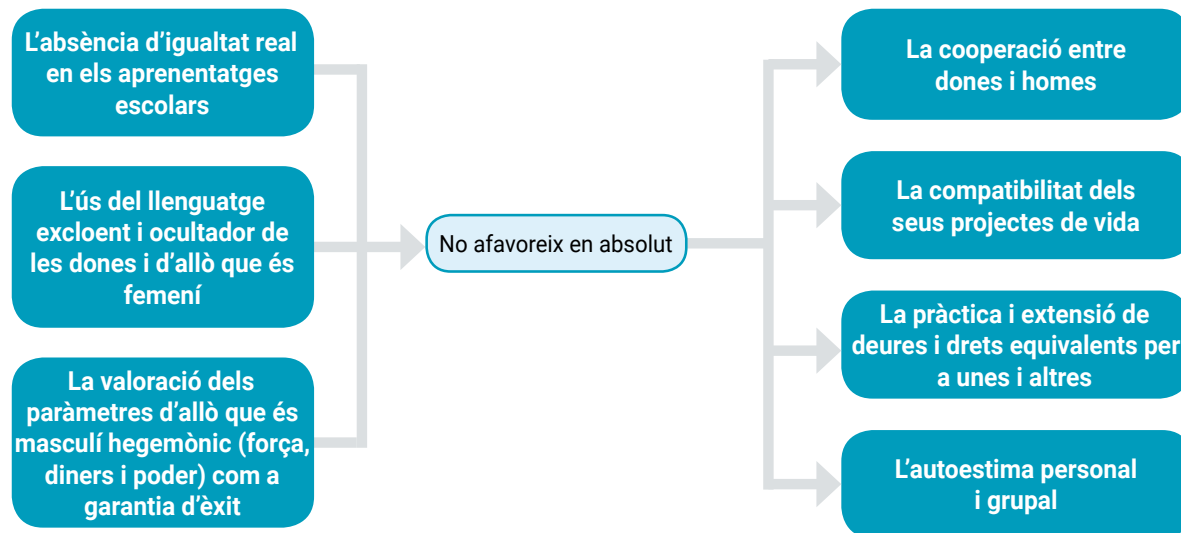 L'absència d'igualtat real
en els aprenentatges
escolars
L'ús del llenguatge
excloent i ocultador de
les dones i d'allò que és
femení
La valoració dels
paràmetres d'allò que és
masculí hegemònic (força,
diners i poder) com a
garantia d'èxit
No afavoreix en absolut
La cooperació entre
dones i homes
La compatibilitat dels
seus projectes de vida
La pràctica i extensió de
deures i drets equivalents per
a unes i altres
L'autoestima personal
i grupal